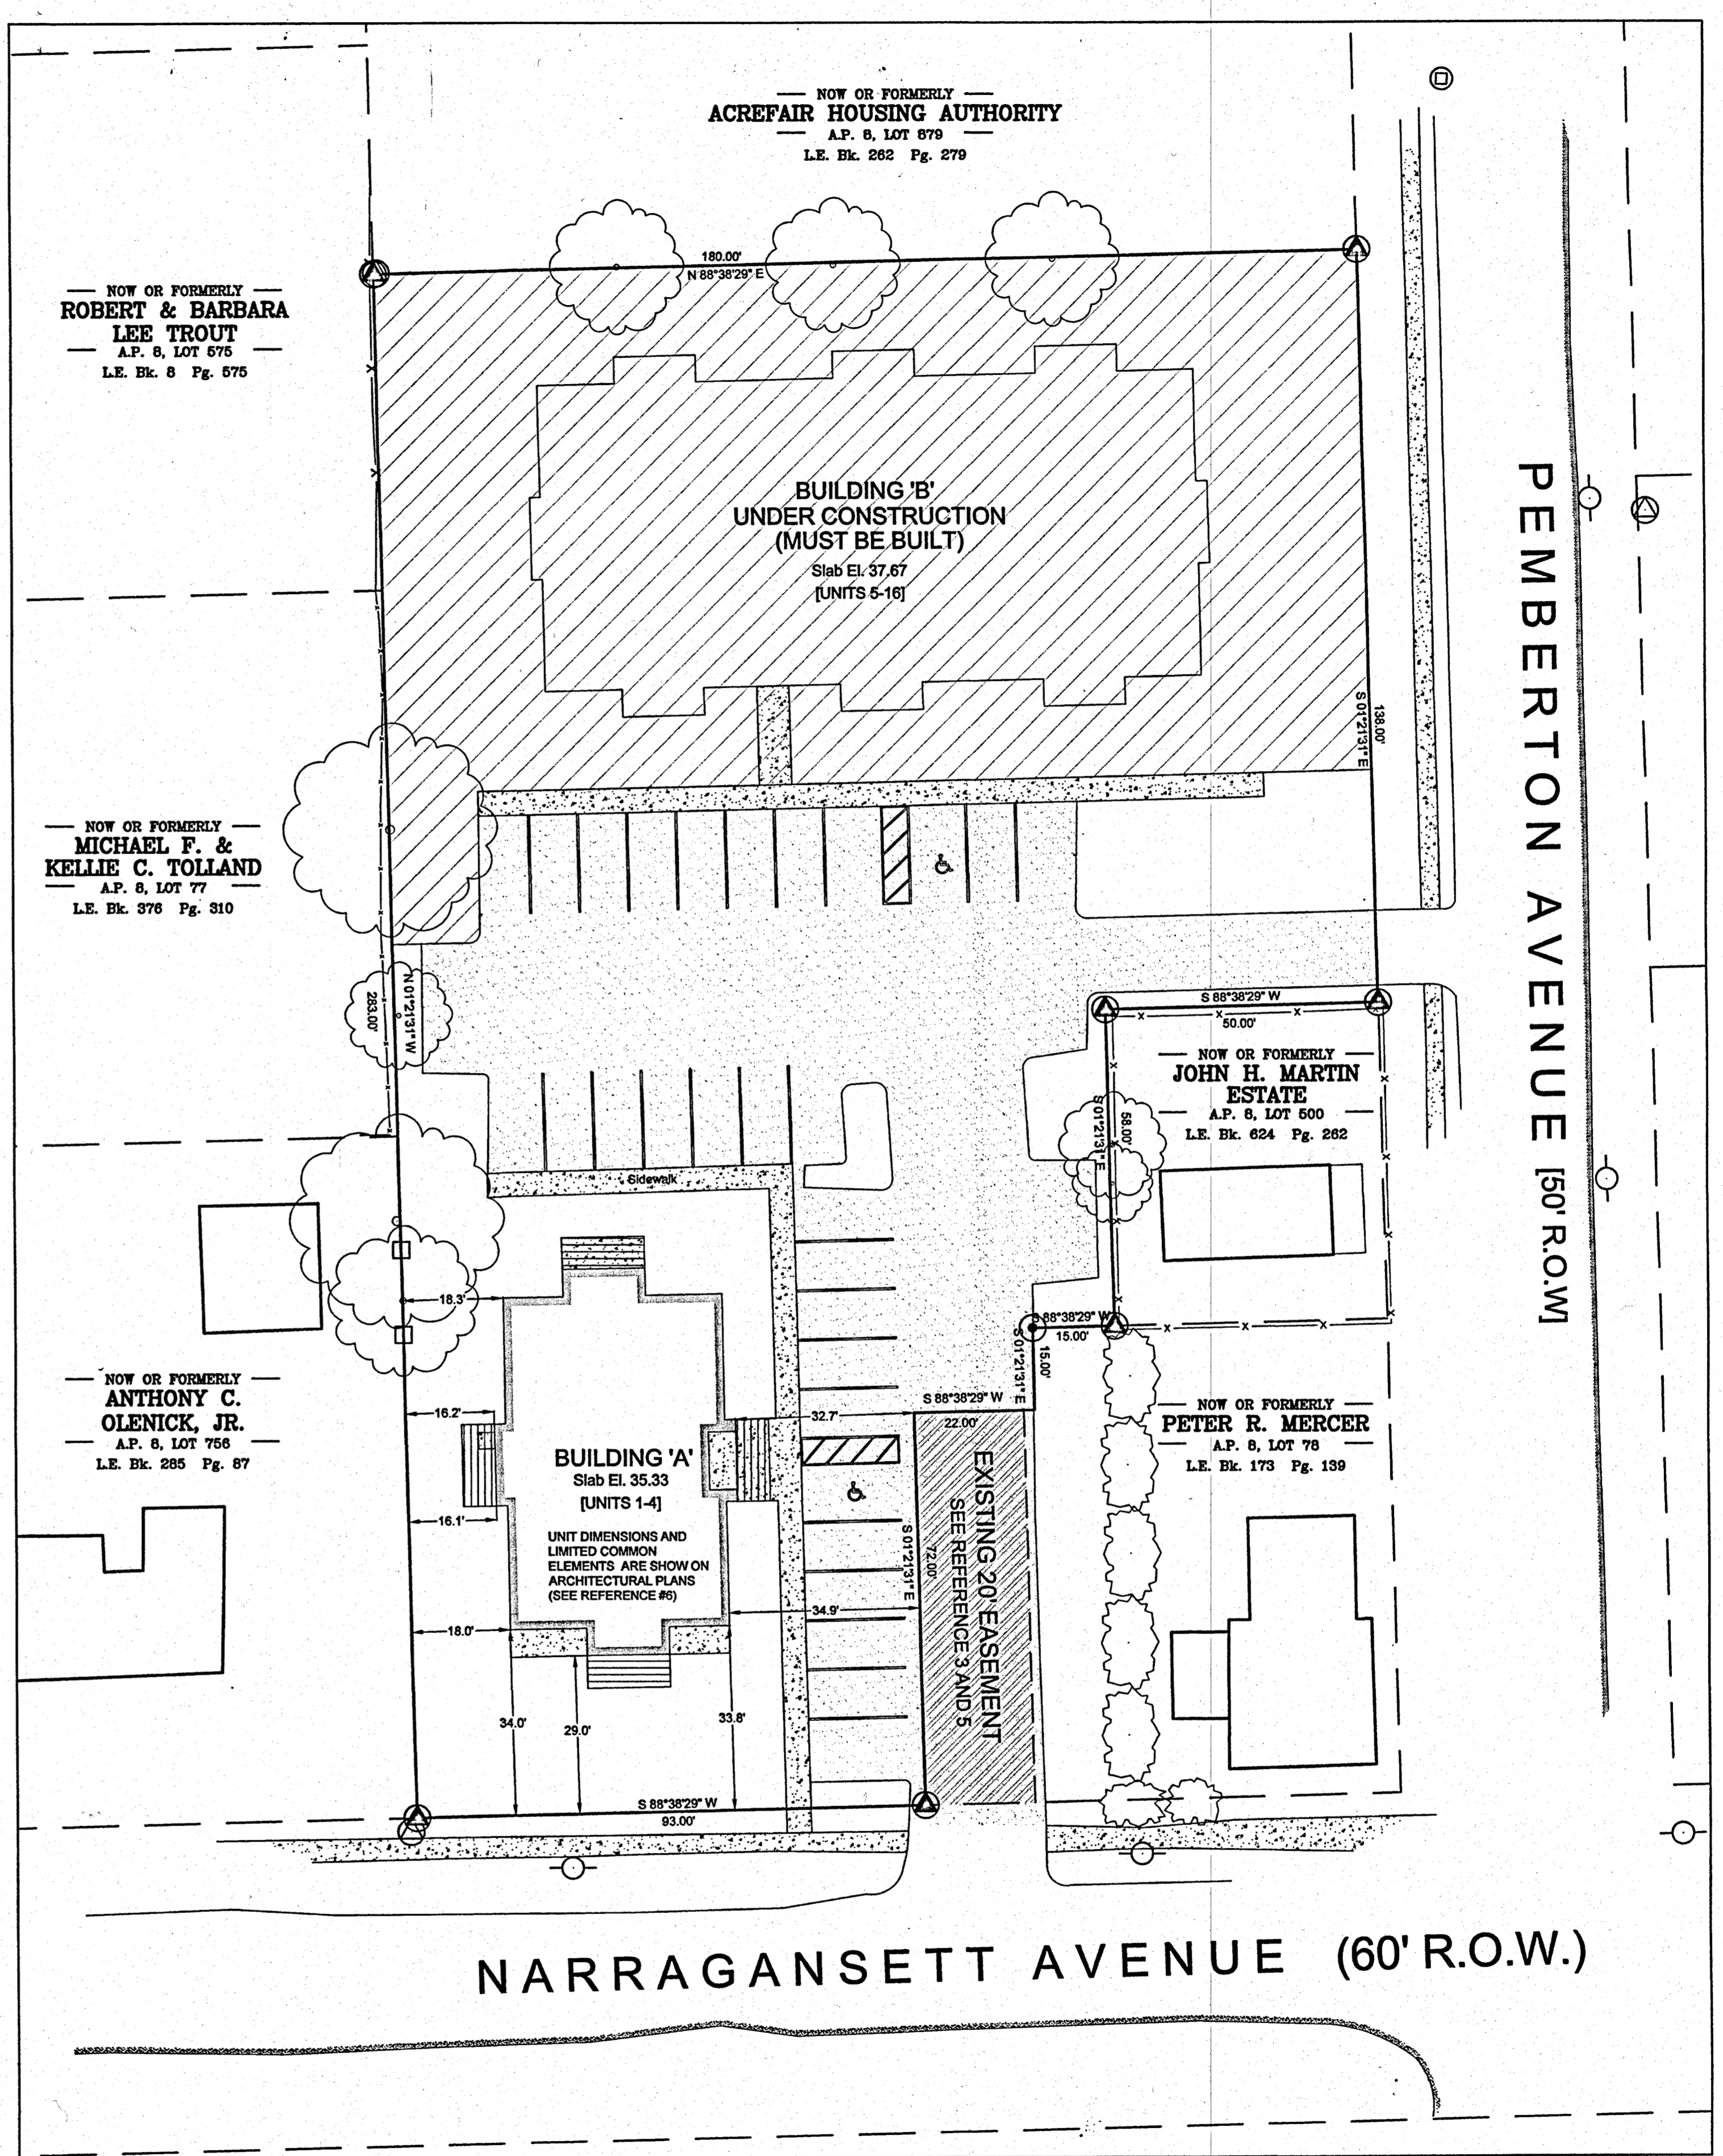 NOW OR FORMERLY
ACREFAIR HOUSING AUTHORITY
A.P. 8, LOT 879
L.E. Bk. 262 Pg. 279
180.00'
N 88°38'29" E
NOW OR FORMERLY
ROBERT & BARBARA
LEE TROUT
A.P. 8, LOT 575
L.E. Bk. 8 Pg. 575
BUILDING 'B'
UNDER CONSTRUCTION
(MUST BE BUILT)
Slab El. 37.67
[UNITS 5-16]
138.00'
S 01°21'31" E
PEMBERTON AVENUE [50' R.O.W]
NOW OR FORMERLY
MICHAEL F. &
KELLIE C. TOLLAND
A.P. 8, LOT 77
L.E. Bk. 376 Pg. 310
N 01°21'31" W
283.00'
S 88°38'29" W
50.00'
NOW OR FORMERLY
JOHN H. MARTIN
ESTATE
A.P. 8, LOT 500
L.E. Bk. 624 Pg. 262
58.00'
S 01°21'31" E
Sidewalk
18.3'
S 88°38'29" W
15.00'
15.00'
S 01°21'31" E
NOW OR FORMERLY
ANTHONY C.
OLENICK, JR.
A.P. 8, LOT 756
L.E. Bk. 285 Pg. 87
16.2'
32.7'
S 88°38'29" W
22.00'
NOW OR FORMERLY
PETER R. MERCER
A.P. 8, LOT 78
L.E. Bk. 173 Pg. 139
BUILDING 'A'
Slab El. 35.33
[UNITS 1-4]
16.1'
UNIT DIMENSIONS AND
LIMITED COMMON
ELEMENTS ARE SHOW ON
ARCHITECTURAL PLANS
(SEE REFERENCE #6)
EXISTING 20' EASEMENT
SEE REFERENCE 3 AND 5
72.00'
S 01°21'31" E
34.9'
18.0'
34.0'
29.0'
33.8'
S 88°38'29" W
93.00'
NARRAGANSETT AVENUE (60' R.O.W.)